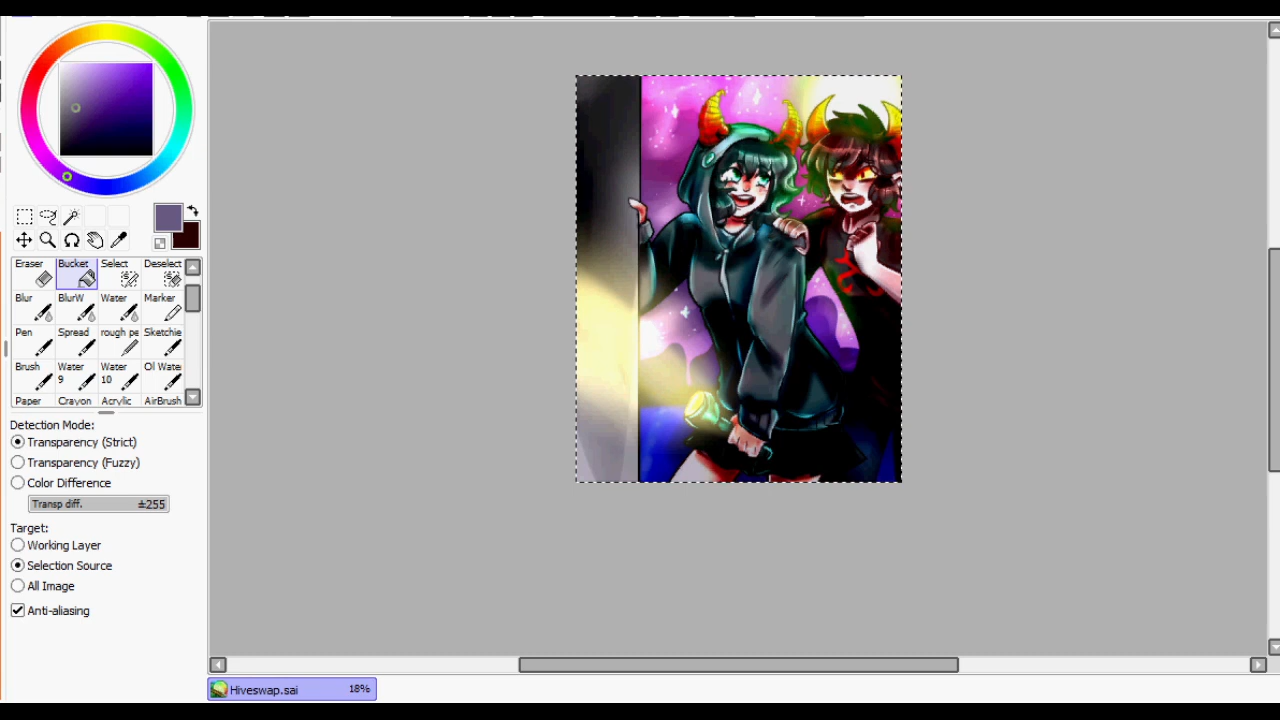 Eraser Bucket Select Deselect
Blur BlurW Water Marker
Pen Spread rough pe Sketchie
Brush Water 9 Water 10 Ol Wate
Paper Crayon Acrylic AirBrush
Detection Mode:
Transparency (Strict)
Transparency (Fuzzy)
Color Difference
Transp diff. ±255
Target:
Working Layer
Selection Source
All Image
Anti-aliasing
Hiveswap.sai 18%